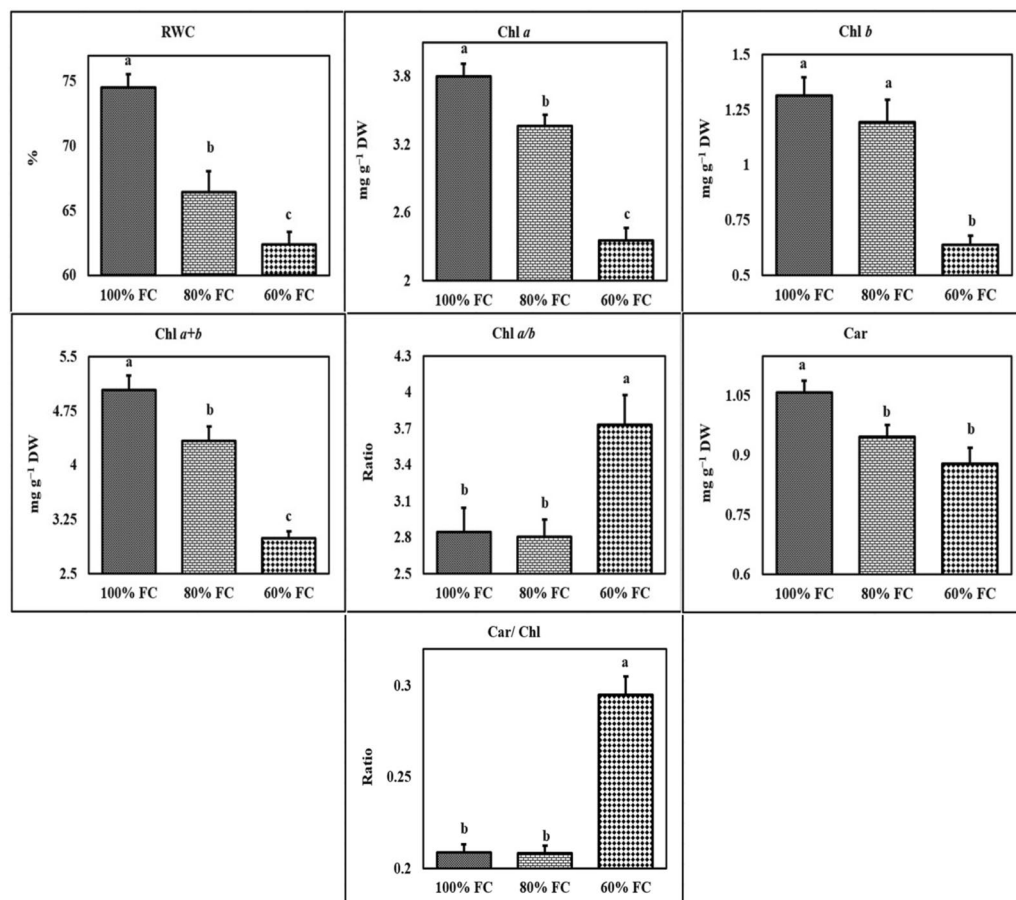 RWC
%
75
70
65
60
a
b
c
100% FC 80% FC 60% FC
Chl a
mg g⁻¹ DW
3.8
3.2
2.6
2
a
b
c
100% FC 80% FC 60% FC
Chl b
mg g⁻¹ DW
1.5
1.25
1
0.75
0.5
a
a
b
100% FC 80% FC 60% FC
Chl a+b
mg g⁻¹ DW
5.5
4.75
4
3.25
2.5
a
b
c
100% FC 80% FC 60% FC
Chl a/b
Ratio
4.3
4
3.7
3.4
3.1
2.8
2.5
b
b
a
100% FC 80% FC 60% FC
Car
mg g⁻¹ DW
1.05
0.9
0.75
0.6
a
b
b
100% FC 80% FC 60% FC
Car/ Chl
Ratio
0.3
0.25
0.2
b
b
a
100% FC 80% FC 60% FC